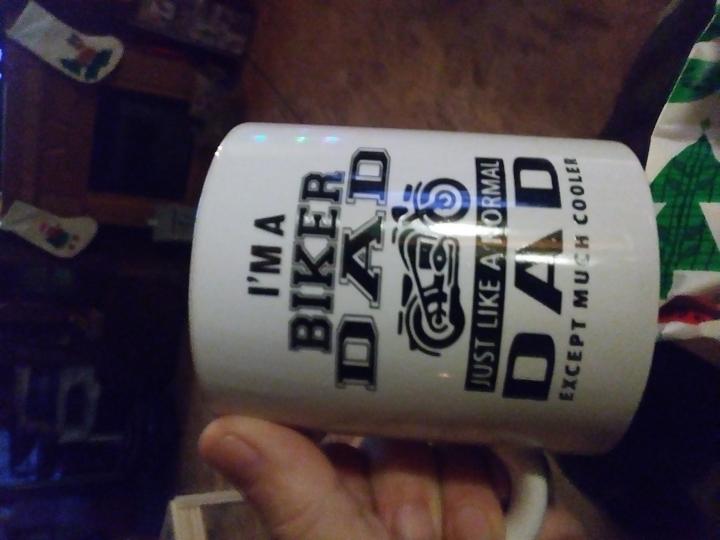 I'M A
BIKER
DAD
JUST LIKE A NORMAL
DAD
EXCEPT MUCH COOLER